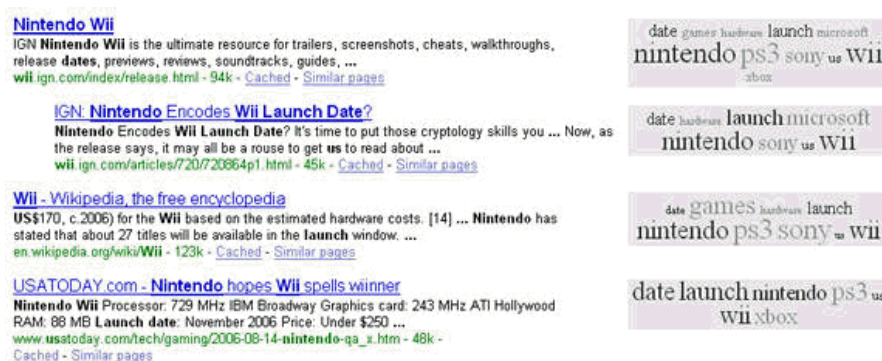 Nintendo Wii
IGN Nintendo Wii is the ultimate resource for trailers, screenshots, cheats, walkthroughs,
release dates, previews, reviews, soundtracks, guides, ...
wii.ign.com/index/release.html - 94k - Cached - Similar pages
date games hardware launch microsoft
nintendo ps3 sony us wii
xbox
IGN: Nintendo Encodes Wii Launch Date?
Nintendo Encodes Wii Launch Date? It's time to put those cryptology skills you ... Now, as
the release says, it may all be a rouse to get us to read about ...
wii.ign.com/articles/720/720864p1.html - 45k - Cached - Similar pages
date hardware launch microsoft
nintendo sony us wii
Wii - Wikipedia, the free encyclopedia
US$170, c.2006) for the Wii based on the estimated hardware costs. [14] ... Nintendo has
stated that about 27 titles will be available in the launch window. ...
en.wikipedia.org/wiki/Wii - 123k - Cached - Similar pages
date games hardware launch
nintendo ps3 sony us wii
USATODAY.com - Nintendo hopes Wii spells wiinner
Nintendo Wii Processor: 729 MHz IBM Broadway Graphics card: 243 MHz ATI Hollywood
RAM: 88 MB Launch date: November 2006 Price: Under $250 ...
www.usatoday.com/tech/gaming/2006-08-14-nintendo-qa_x.htm - 48k -
Cached - Similar pages
date launch nintendo ps3 us
wii xbox